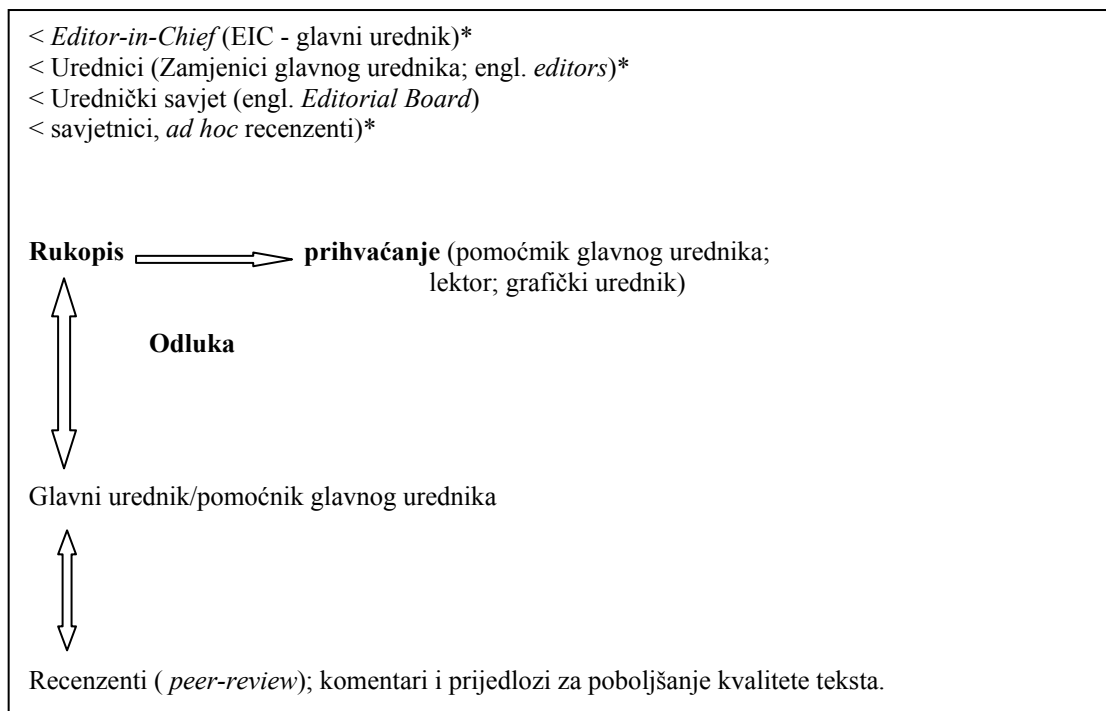 < Editor-in-Chief (EIC - glavni urednik)*
< Urednici (Zamjenici glavnog urednika; engl. editors)*
< Urednički savjet (engl. Editorial Board)
< savjetnici, ad hoc recenzenti)*
Rukopis prihvaćanje (pomoćmik glavnog urednika;
lektor; grafički urednik)
Odluka
Glavni urednik/pomoćnik glavnog urednika
Recenzenti ( peer-review); komentari i prijedlozi za poboljšanje kvalitete teksta.